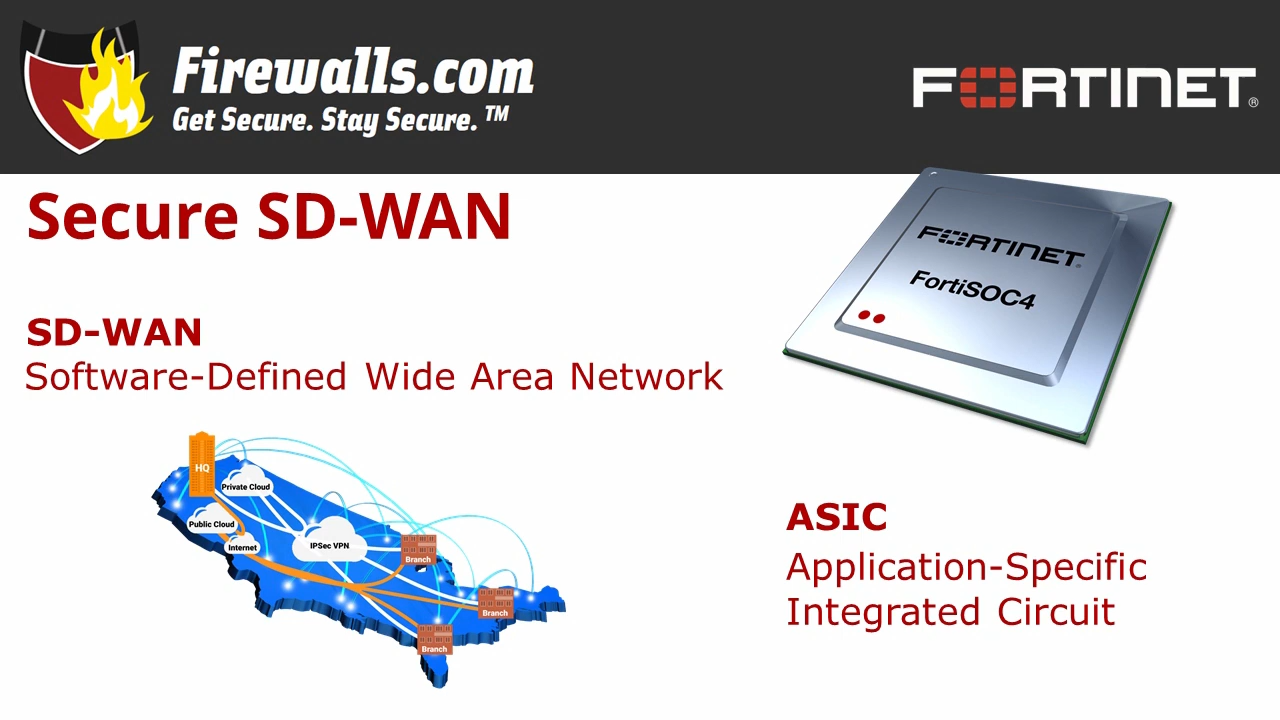 Firewalls.com
Get Secure. Stay Secure.™
FORTINET®
Secure SD-WAN
FORTINET
FortiSOC4
SD-WAN
Software-Defined Wide Area Network
HQ
Private Cloud
Public Cloud
Internet
IPSec VPN
Branch
Branch
Branch
ASIC
Application-Specific
Integrated Circuit